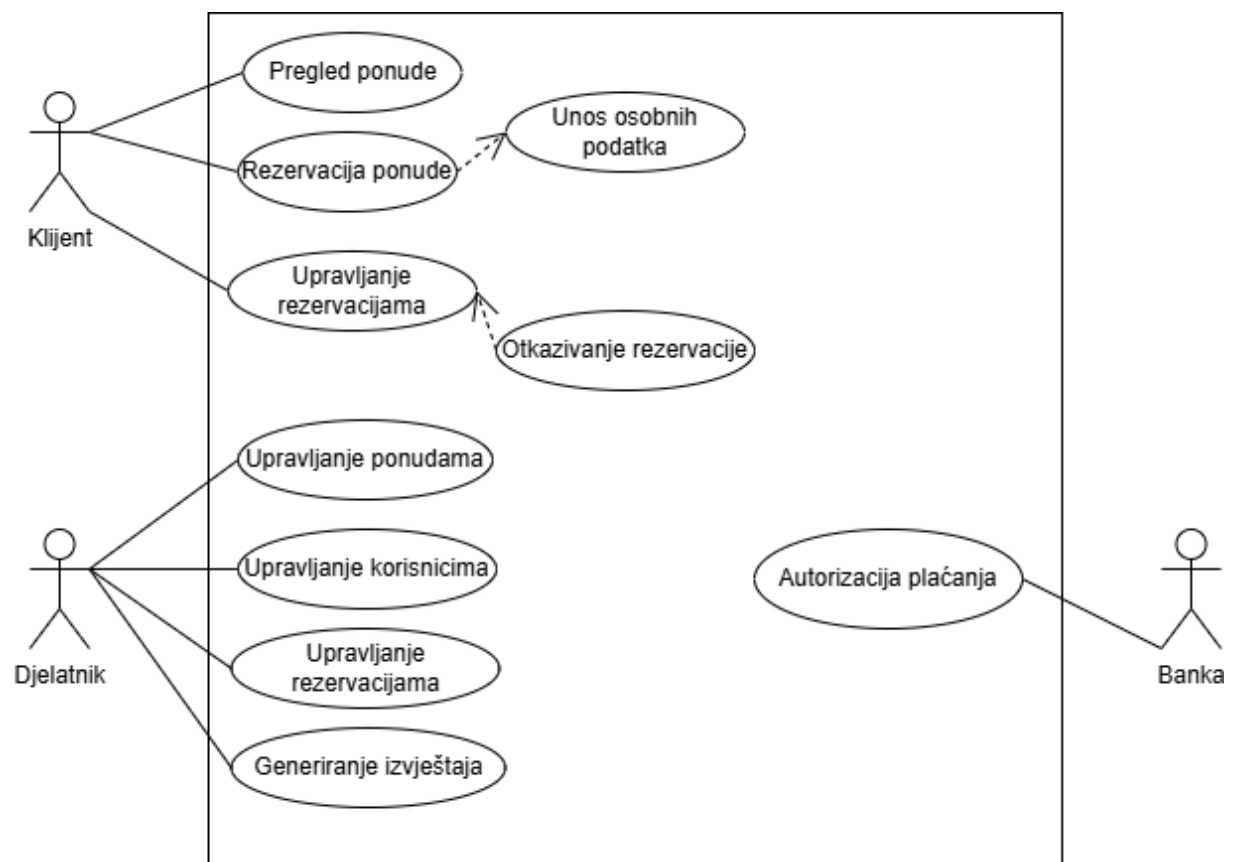 Pregled ponude
Unos osobnih
podatka
Rezervacija ponude
Klijent
Upravljanje
rezervacijama
Otkazivanje rezervacije
Upravljanje ponudama
Upravljanje korisnicima
Autorizacija plaćanja
Djelatnik
Upravljanje
rezervacijama
Banka
Generiranje izvještaja